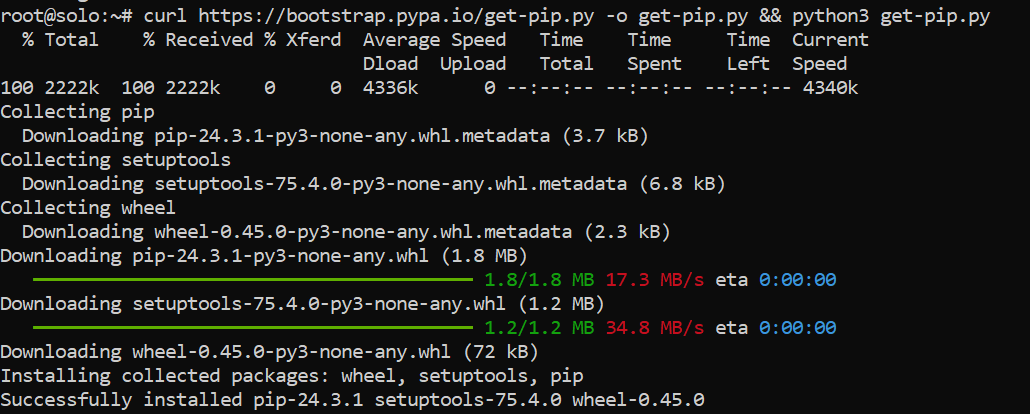 root@solo:~# curl https://bootstrap.pypa.io/get-pip.py -o get-pip.py && python3 get-pip.py
  % Total    % Received % Xferd  Average Speed   Time    Time     Time  Current
                                 Dload  Upload   Total   Spent    Left  Speed
100 2222k  100 2222k    0     0  4336k      0 --:--:-- --:--:-- --:--:-- 4340k
Collecting pip
  Downloading pip-24.3.1-py3-none-any.whl.metadata (3.7 kB)
Collecting setuptools
  Downloading setuptools-75.4.0-py3-none-any.whl.metadata (6.8 kB)
Collecting wheel
  Downloading wheel-0.45.0-py3-none-any.whl.metadata (2.3 kB)
Downloading pip-24.3.1-py3-none-any.whl (1.8 MB)
1.8/1.8 MB 17.3 MB/s eta 0:00:00
Downloading setuptools-75.4.0-py3-none-any.whl (1.2 MB)
1.2/1.2 MB 34.8 MB/s eta 0:00:00
Downloading wheel-0.45.0-py3-none-any.whl (72 kB)
Installing collected packages: wheel, setuptools, pip
Successfully installed pip-24.3.1 setuptools-75.4.0 wheel-0.45.0